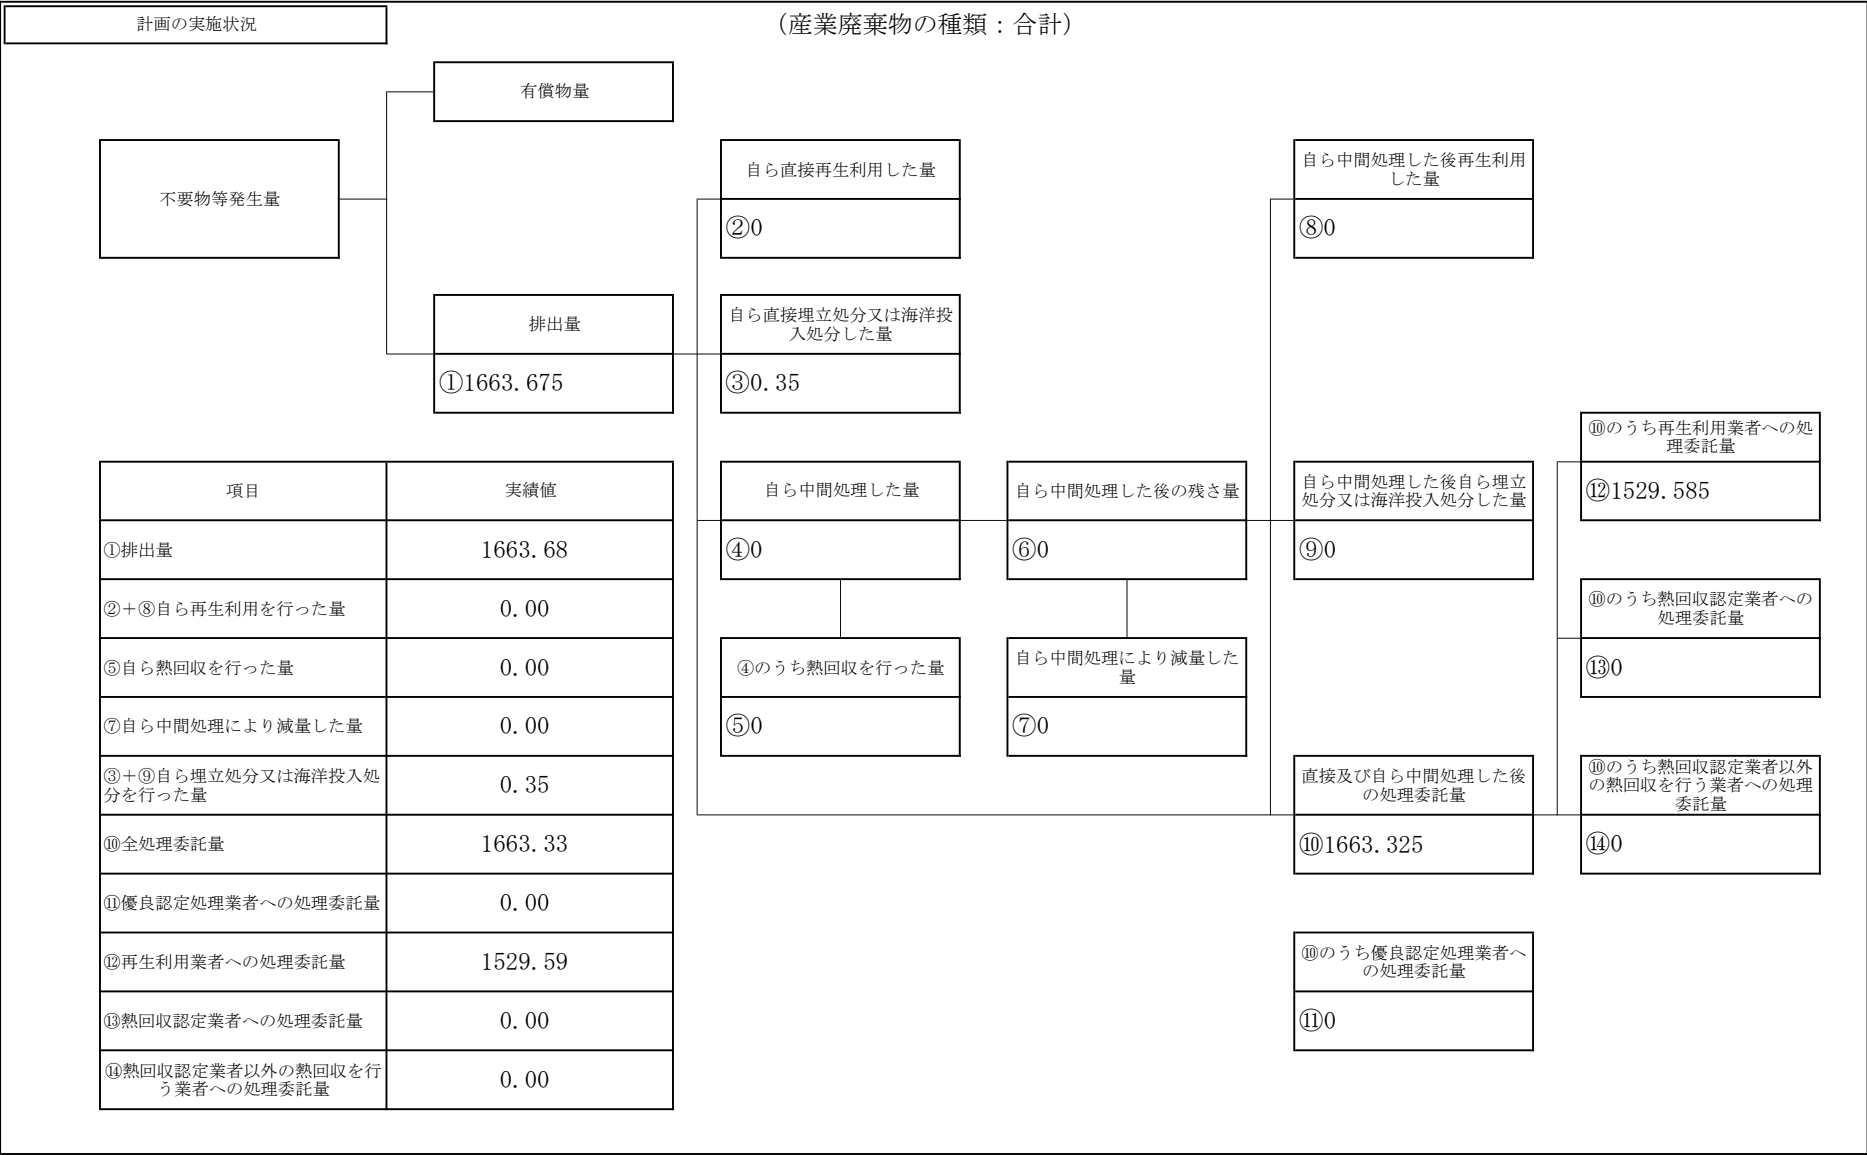 計画の実施状況
（産業廃棄物の種類：合計）
有償物量
不要物等発生量
自ら直接再生利用した量
②0
自ら中間処理した後再生利用
した量
⑧0
排出量
①1663.675
自ら直接埋立処分又は海洋投
入処分した量
③0.35
⑩のうち再生利用業者への処
理委託量
⑫1529.585
自ら中間処理した量
④0
自ら中間処理した後の残さ量
⑥0
自ら中間処理した後自ら埋立
処分又は海洋投入処分した量
⑨0
⑩のうち熱回収認定業者への
処理委託量
⑬0
④のうち熱回収を行った量
⑤0
自ら中間処理により減量した
量
⑦0
直接及び自ら中間処理した後
の処理委託量
⑩1663.325
⑩のうち熱回収認定業者以外
の熱回収を行う業者への処理
委託量
⑭0
⑩のうち優良認定処理業者へ
の処理委託量
⑪0
項目 実績値
①排出量 1663.68
②＋⑧自ら再生利用を行った量 0.00
⑤自ら熱回収を行った量 0.00
⑦自ら中間処理により減量した量 0.00
③＋⑨自ら埋立処分又は海洋投入処
分を行った量 0.35
⑩全処理委託量 1663.33
⑪優良認定処理業者への処理委託量 0.00
⑫再生利用業者への処理委託量 1529.59
⑬熱回収認定業者への処理委託量 0.00
⑭熱回収認定業者以外の熱回収を行
う業者への処理委託量 0.00